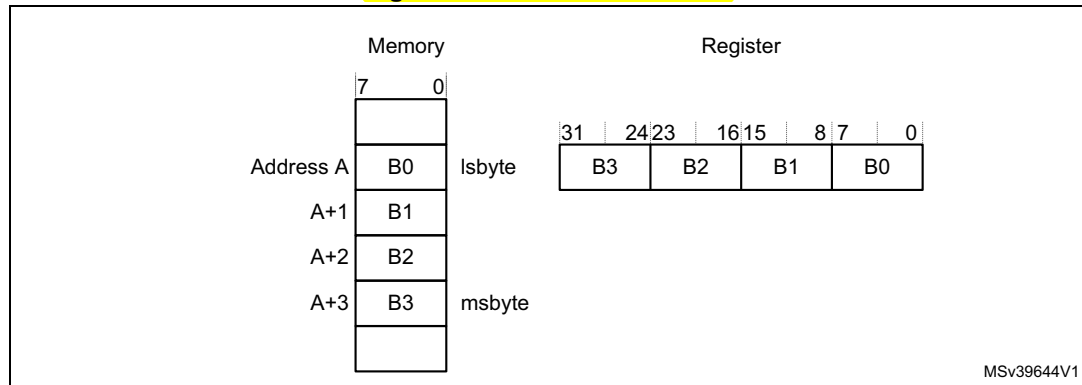 Memory
Register
7 0
31 24 23 16 15 8 7 0
Address A B0 lsbyte B3 B2 B1 B0
A+1 B1
A+2 B2
A+3 B3 msbyte
MSv39644V1